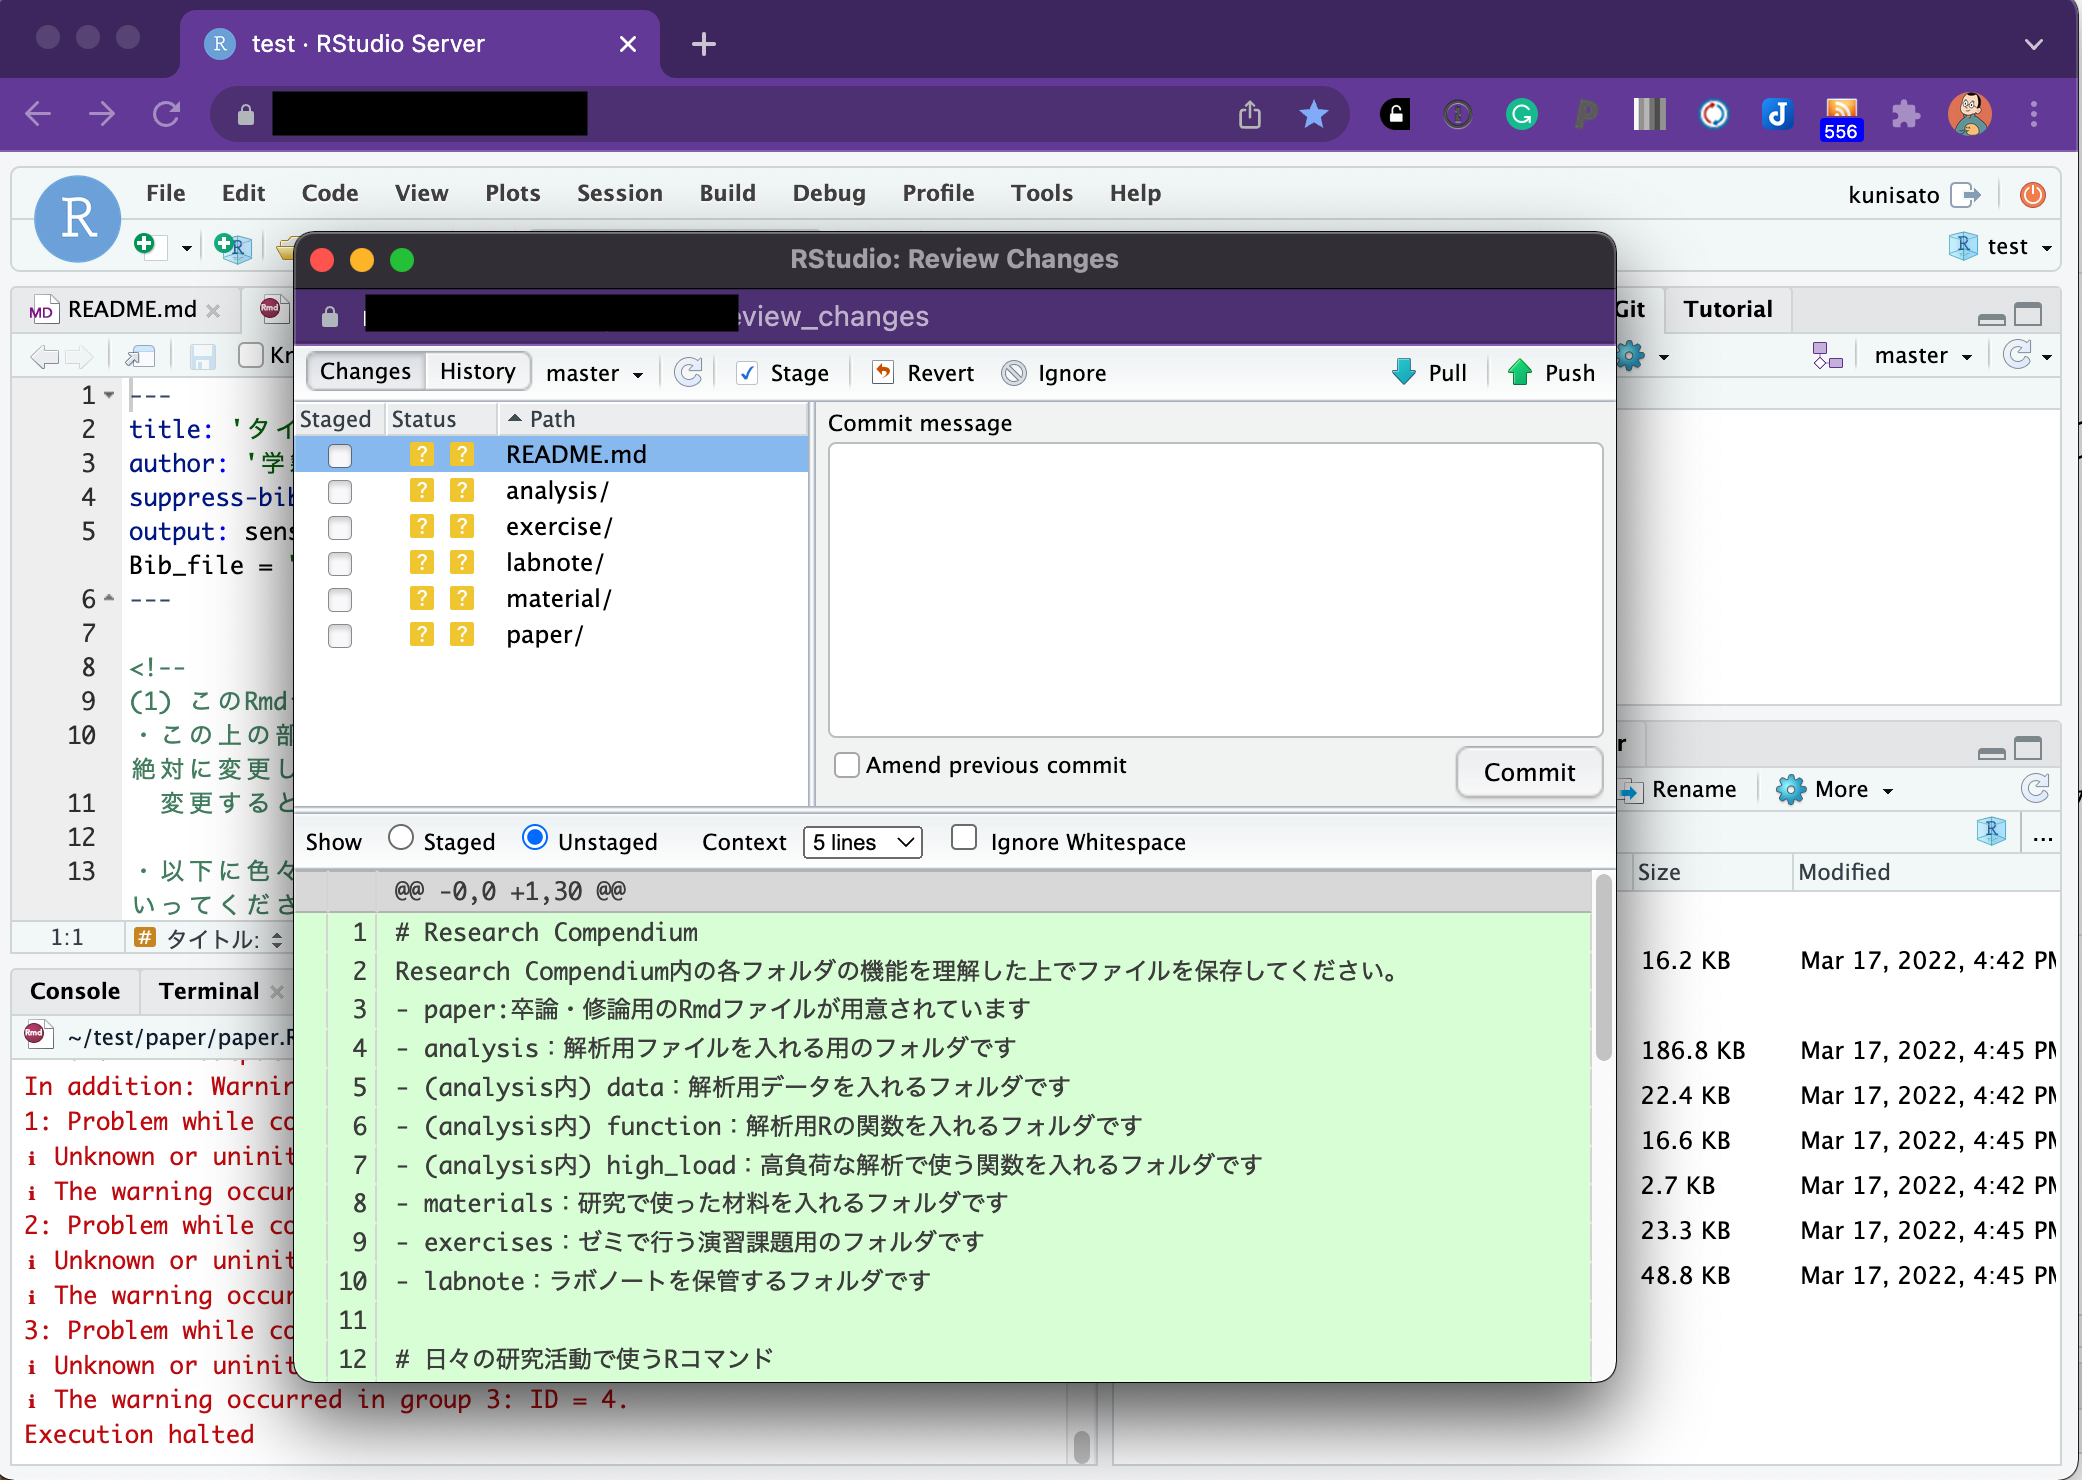 test · RStudio Server
556
File Edit Code View Plots Session Build Debug Profile Tools Help
kunisato
test
RStudio: Review Changes
eview_changes
README.md
Git Tutorial
Changes History master Stage Revert Ignore Pull Push
master
Staged Status Path
Commit message
README.md
analysis/
exercise/
labnote/
material/
paper/
Amend previous commit
Commit
1 ---
2 title: 'タイ
3 author: '学
4 suppress-bib
5 output: sens
Bib_file = '
6 ---
7
8 <!--
9 (1) このRmd
10 ・この上の部
絶対に変更し
11 変更すると
12
13 ・以下に色々
いってくださ
1:1 # タイトル:
Rename More
Size Modified
16.2 KB Mar 17, 2022, 4:42 PM
186.8 KB Mar 17, 2022, 4:45 PM
22.4 KB Mar 17, 2022, 4:42 PM
16.6 KB Mar 17, 2022, 4:45 PM
2.7 KB Mar 17, 2022, 4:42 PM
23.3 KB Mar 17, 2022, 4:45 PM
48.8 KB Mar 17, 2022, 4:45 PM
Show Staged Unstaged Context 5 lines Ignore Whitespace
@@ -0,0 +1,30 @@
1 # Research Compendium
2 Research Compendium内の各フォルダの機能を理解した上でファイルを保存してください。
3 - paper:卒論・修論用のRmdファイルが用意されています
4 - analysis：解析用ファイルを入れる用のフォルダです
5 - (analysis内) data：解析用データを入れるフォルダです
6 - (analysis内) function：解析用Rの関数を入れるフォルダです
7 - (analysis内) high_load：高負荷な解析で使う関数を入れるフォルダです
8 - materials：研究で使った材料を入れるフォルダです
9 - exercises：ゼミで行う演習課題用のフォルダです
10 - labnote：ラボノートを保管するフォルダです
11
12 # 日々の研究活動で使うRコマンド
Console Terminal
~/test/paper/paper.R
In addition: Warnin
1: Problem while co
i Unknown or uninit
i The warning occur
2: Problem while co
i Unknown or uninit
i The warning occur
3: Problem while co
i Unknown or uninit
i The warning occurred in group 3: ID = 4.
Execution halted